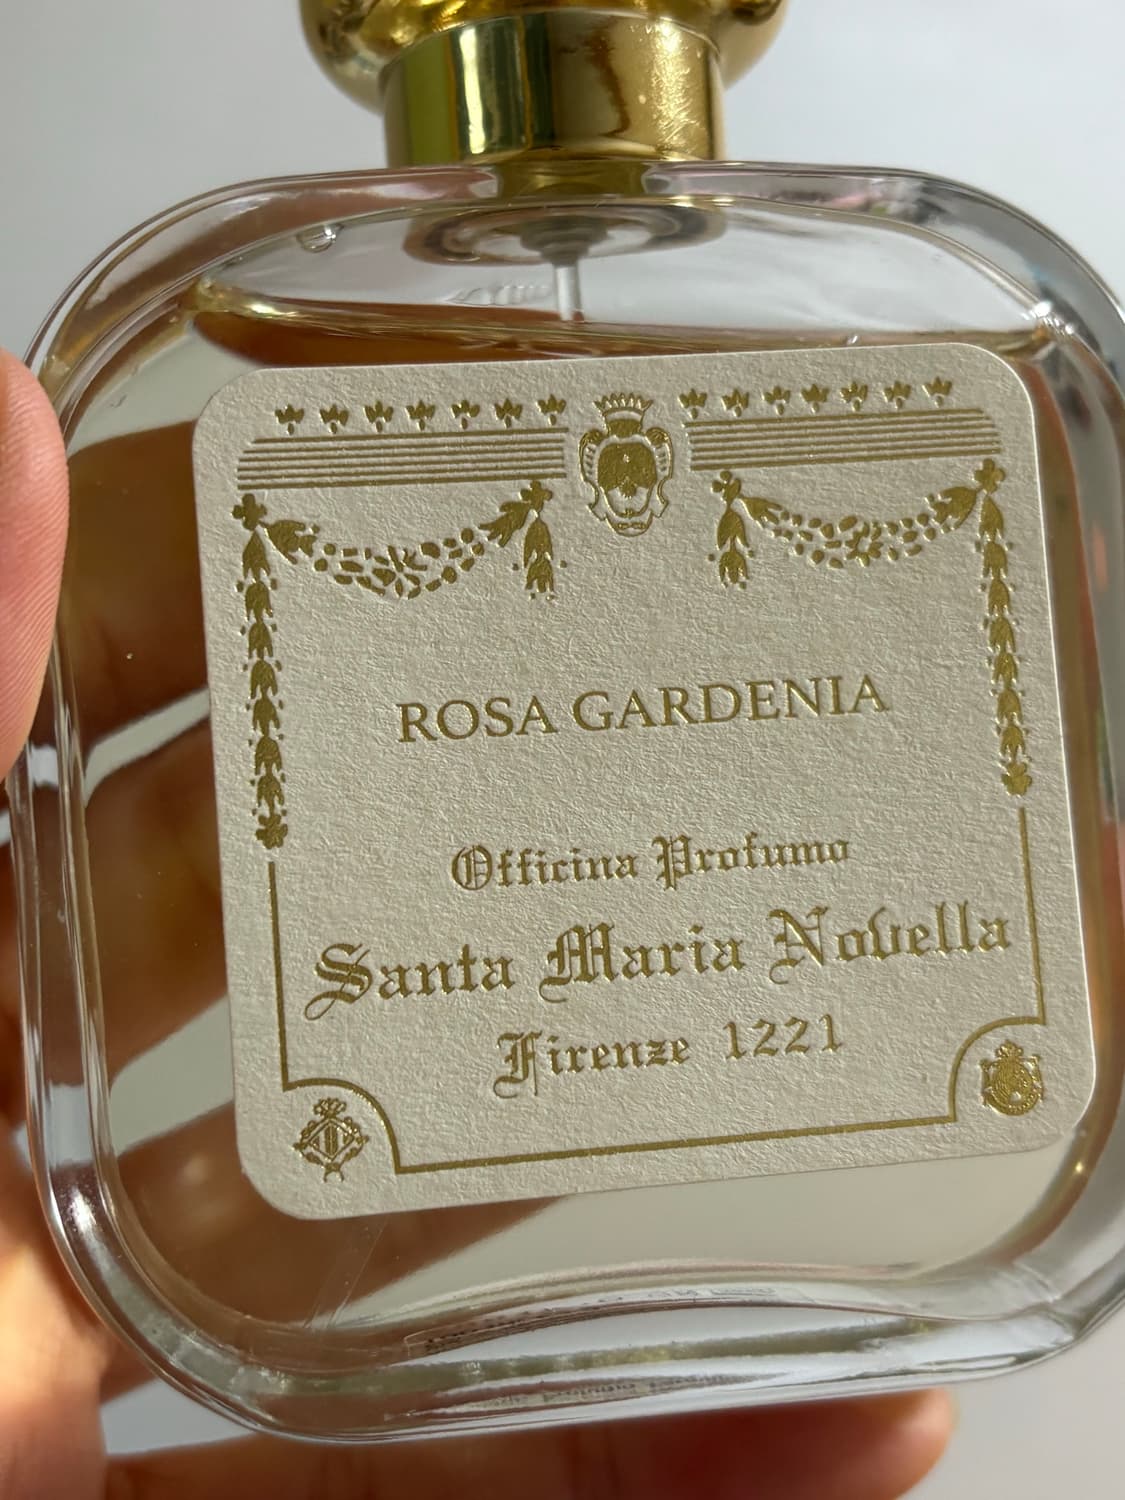 ROSA GARDENIA
Officina Profumo
Santa Maria Novella
Firenze 1221